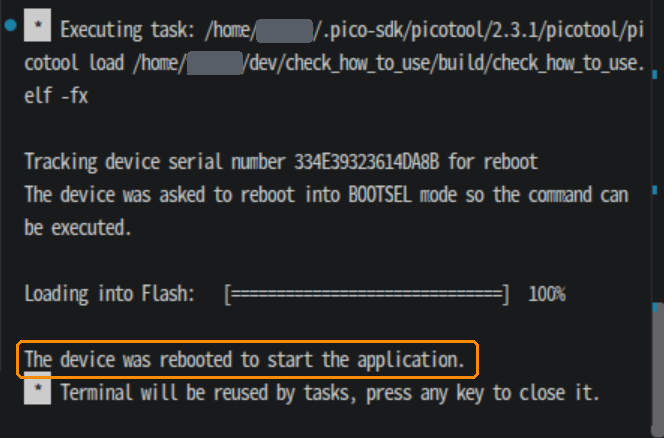 * Executing task: /home/ /.pico-sdk/picotool/2.3.1/picotool/pi
cotool load /home/ /dev/check_how_to_use/build/check_how_to_use.
elf -fx
Tracking device serial number 334E39323614DA8B for reboot
The device was asked to reboot into BOOTSEL mode so the command can
be executed.
Loading into Flash: [==============================] 100%
The device was rebooted to start the application.
* Terminal will be reused by tasks, press any key to close it.